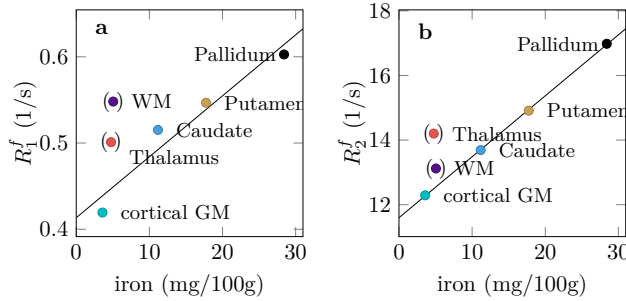 a
R₁ᶠ (1/s)
0.6
0.5
0.4
Pallidum
( ) WM
Putamen
Caudate
( ) Thalamus
cortical GM
0 10 20 30
iron (mg/100g)
b
R₂ᶠ (1/s)
18
16
14
12
Pallidum
Putamen
( ) Thalamus
Caudate
( ) WM
cortical GM
0 10 20 30
iron (mg/100g)